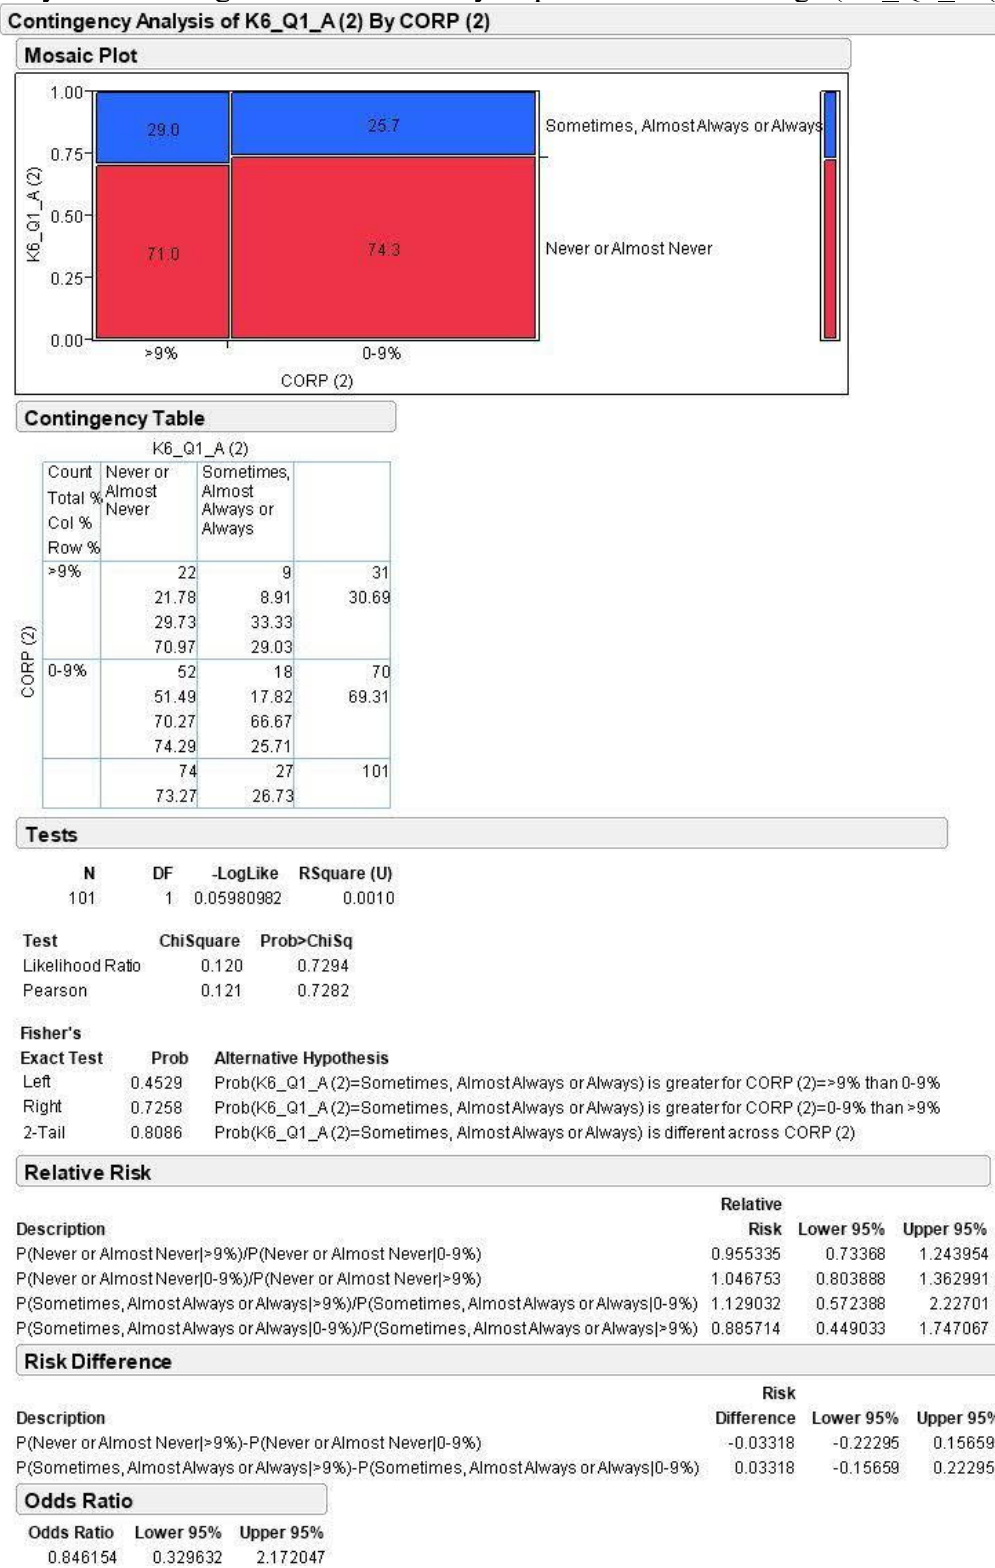 Contingency Analysis of K6_Q1_A (2) By CORP (2)
Mosaic Plot
1.00
0.75
0.50
0.25
0.00
K6_Q1_A (2)
29.0
25.7
71.0
74.3
Sometimes, Almost Always or Always
Never or Almost Never
>9%
0-9%
CORP (2)
Contingency Table
K6_Q1_A (2)
CORP (2)
Count Never or Sometimes,
Total % Almost Almost
Col % Never Always or
Row % Always
>9% 22 9 31
21.78 8.91 30.69
29.73 33.33
70.97 29.03
0-9% 52 18 70
51.49 17.82 69.31
70.27 66.67
74.29 25.71
74 27 101
73.27 26.73
Tests
N DF -LogLike RSquare (U)
101 1 0.05980982 0.0010
Test ChiSquare Prob>ChiSq
Likelihood Ratio 0.120 0.7294
Pearson 0.121 0.7282
Fisher's
Exact Test Prob Alternative Hypothesis
Left 0.4529 Prob(K6_Q1_A (2)=Sometimes, Almost Always or Always) is greater for CORP (2)=>9% than 0-9%
Right 0.7258 Prob(K6_Q1_A (2)=Sometimes, Almost Always or Always) is greater for CORP (2)=0-9% than >9%
2-Tail 0.8086 Prob(K6_Q1_A (2)=Sometimes, Almost Always or Always) is different across CORP (2)
Relative Risk
Relative
Description Risk Lower 95% Upper 95%
P(Never or Almost Never|>9%)/P(Never or Almost Never|0-9%) 0.955335 0.73368 1.243954
P(Never or Almost Never|0-9%)/P(Never or Almost Never|>9%) 1.046753 0.803888 1.362991
P(Sometimes, Almost Always or Always|>9%)/P(Sometimes, Almost Always or Always|0-9%) 1.129032 0.572388 2.22701
P(Sometimes, Almost Always or Always|0-9%)/P(Sometimes, Almost Always or Always|>9%) 0.885714 0.449033 1.747067
Risk Difference
Risk
Description Difference Lower 95% Upper 95%
P(Never or Almost Never|>9%)-P(Never or Almost Never|0-9%) -0.03318 -0.22295 0.15659
P(Sometimes, Almost Always or Always|>9%)-P(Sometimes, Almost Always or Always|0-9%) 0.03318 -0.15659 0.22295
Odds Ratio
Odds Ratio Lower 95% Upper 95%
0.846154 0.329632 2.172047